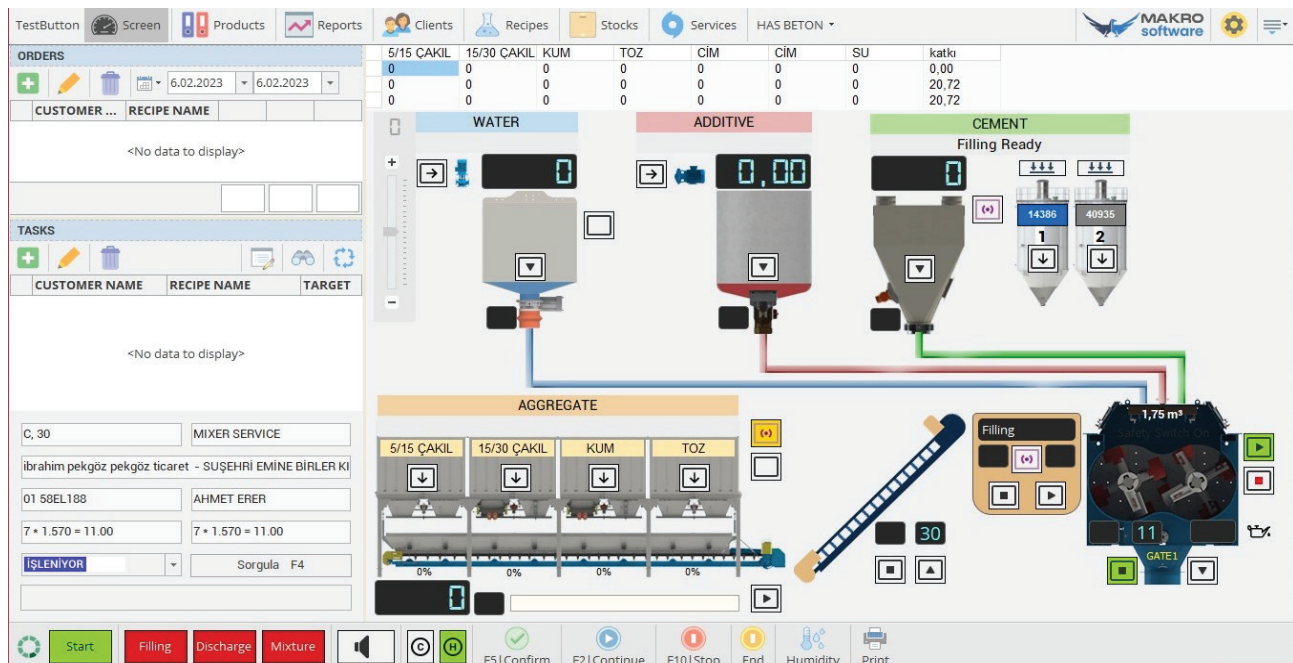 TestButton Screen Products Reports Clients Recipes Stocks Services HAS BETON MAKRO software
ORDERS
6.02.2023 6.02.2023
CUSTOMER ... RECIPE NAME
<No data to display>
TASKS
CUSTOMER NAME RECIPE NAME TARGET
<No data to display>
C, 30 MIXER SERVICE
ibrahim pekgöz pekgöz ticaret - SUŞEHRİ EMİNE BİRLER KI
01 58EL188 AHMET ERER
7 * 1.570 = 11.00 7 * 1.570 = 11.00
İŞLENİYOR Sorgula F4
5/15 ÇAKIL 15/30 ÇAKIL KUM TOZ CİM CİM SU katkı
0 0 0 0 0 0 0 0,00
0 0 0 0 0 0 0 20,72
0 0 0 0 0 0 0 20,72
0
WATER ADDITIVE CEMENT
Filling Ready
0 0,00 0
14386 40935
1 2
AGGREGATE
5/15 ÇAKIL 15/30 ÇAKIL KUM TOZ
0% 0% 0% 0%
0
30
Filling
1,75 m³
Safety Switch On
11
GATE1
Start Filling Discharge Mixture C H F5|Confirm F2|Continue F10|Stop End Humidity Print